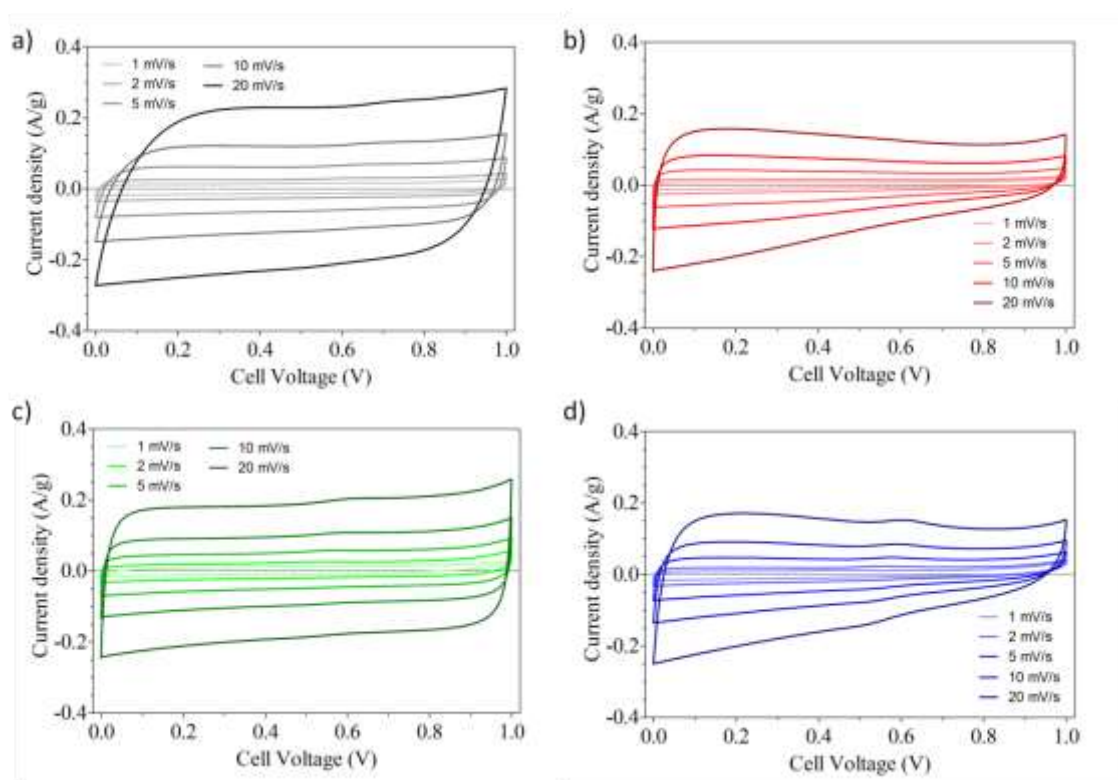 a)
0.4
0.2
0.0
-0.2
-0.4
Current density (A/g)
1 mV/s
2 mV/s
5 mV/s
10 mV/s
20 mV/s
0.0 0.2 0.4 0.6 0.8 1.0
Cell Voltage (V)
b)
0.4
0.2
0.0
-0.2
-0.4
Current density (A/g)
1 mV/s
2 mV/s
5 mV/s
10 mV/s
20 mV/s
0.0 0.2 0.4 0.6 0.8 1.0
Cell Voltage (V)
c)
0.4
0.2
0.0
-0.2
-0.4
Current density (A/g)
1 mV/s
2 mV/s
5 mV/s
10 mV/s
20 mV/s
0.0 0.2 0.4 0.6 0.8 1.0
Cell Voltage (V)
d)
0.4
0.2
0.0
-0.2
-0.4
Current density (A/g)
1 mV/s
2 mV/s
5 mV/s
10 mV/s
20 mV/s
0.0 0.2 0.4 0.6 0.8 1.0
Cell Voltage (V)